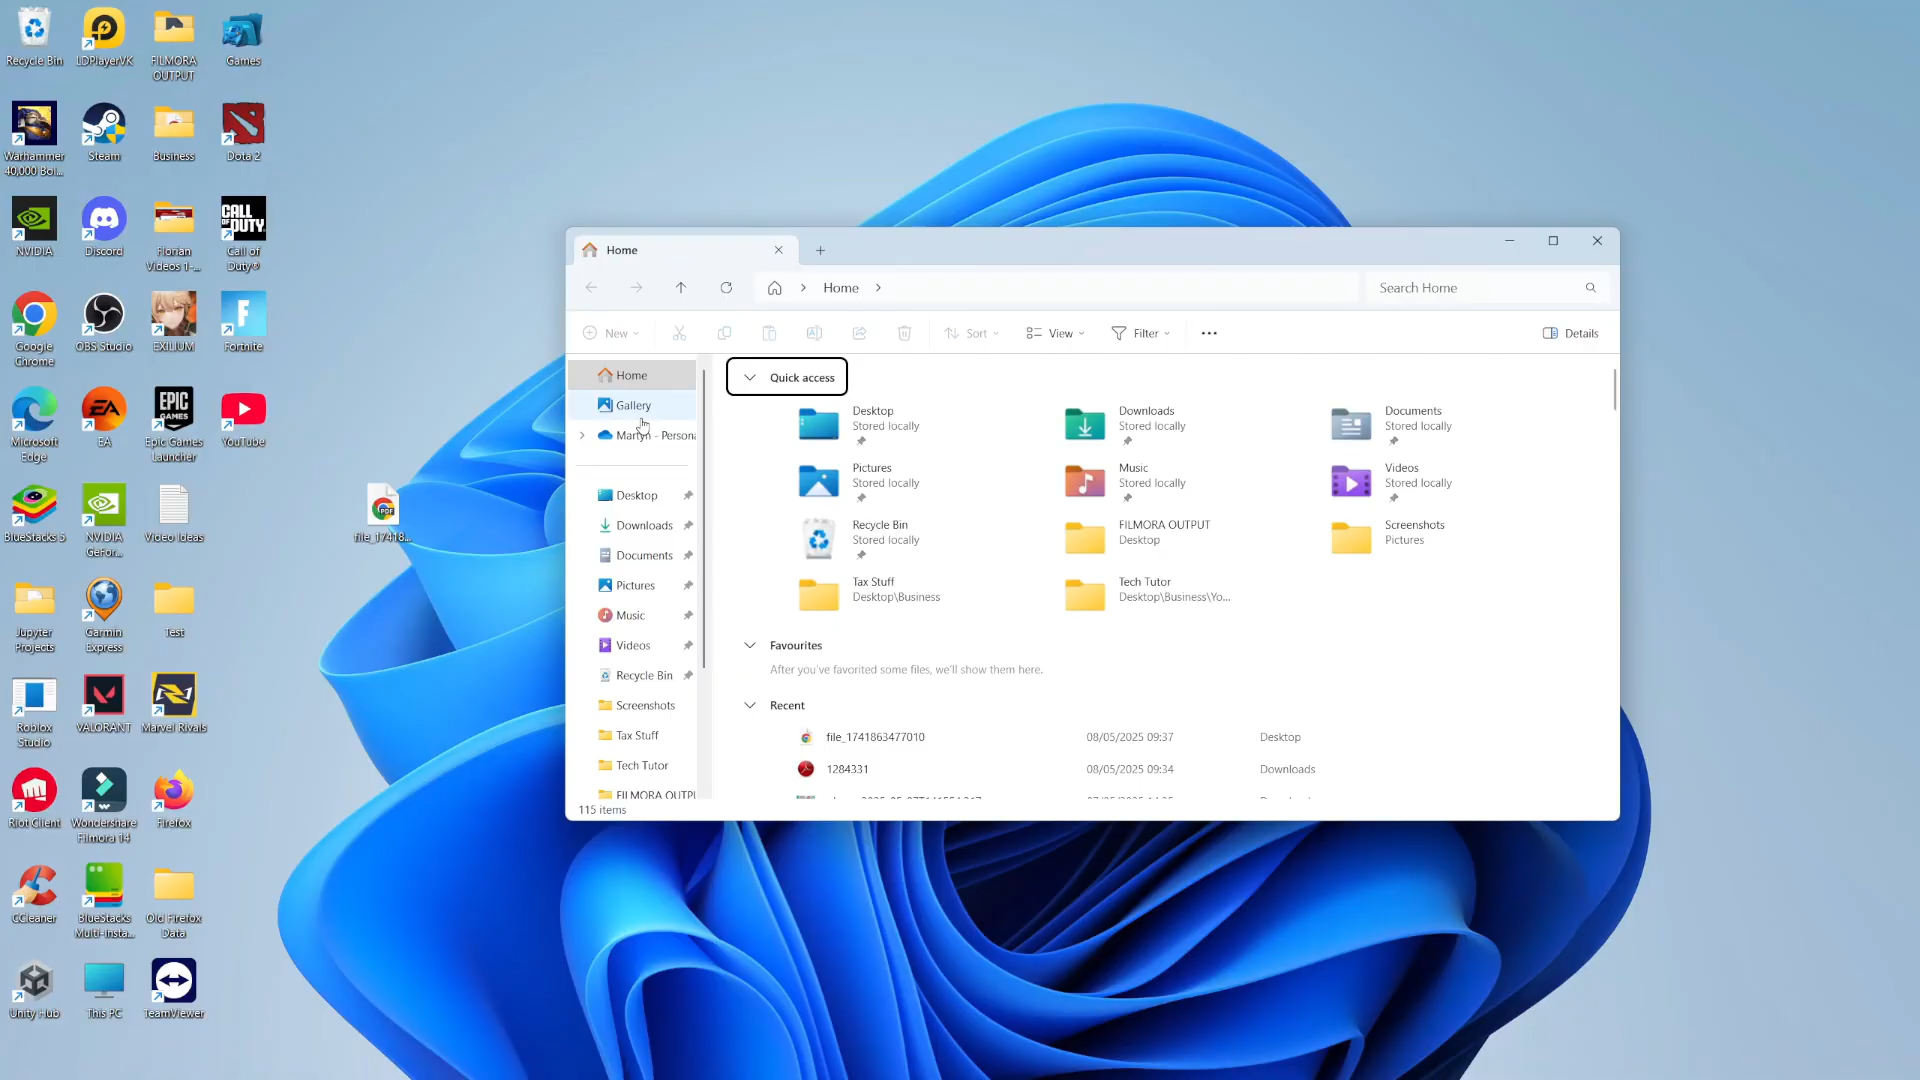 Recycle Bin
LDPlayerVK
FILMORA
OUTPUT
Games
Warhammer
40,000 Bol...
Steam
Business
Dota 2
NVIDIA
Discord
Florian
Videos 1-...
CALL OF DUTY
Call of
Duty®
Google
Chrome
OBS Studio
EXILIUM
Fortnite
Microsoft
Edge
EA
EPIC
GAMES
Epic Games
Launcher
YouTube
BlueStacks 5
NVIDIA
GeFor...
Video Ideas
PDF
file_17418...
Jupyter
Projects
Garmin
Express
Test
Roblox
Studio
VALORANT
Marvel Rivals
Riot Client
Wondershare
Filmora 14
Firefox
CCleaner
BlueStacks
Multi-Insta...
Old Firefox
Data
Unity Hub
This PC
TeamViewer
Home
Home
Search Home
New
Sort
View
Filter
Details
Home
Gallery
Martyn - Persona
Desktop
Downloads
Documents
Pictures
Music
Videos
Recycle Bin
Screenshots
Tax Stuff
Tech Tutor
FILMORA OUTPU
Quick access
Desktop
Stored locally
Downloads
Stored locally
Documents
Stored locally
Pictures
Stored locally
Music
Stored locally
Videos
Stored locally
Recycle Bin
Stored locally
FILMORA OUTPUT
Desktop
Screenshots
Pictures
Tax Stuff
Desktop\Business
Tech Tutor
Desktop\Business\Yo...
Favourites
After you've favorited some files, we'll show them here.
Recent
file_1741863477010 08/05/2025 09:37 Desktop
1284331 08/05/2025 09:34 Downloads
115 items